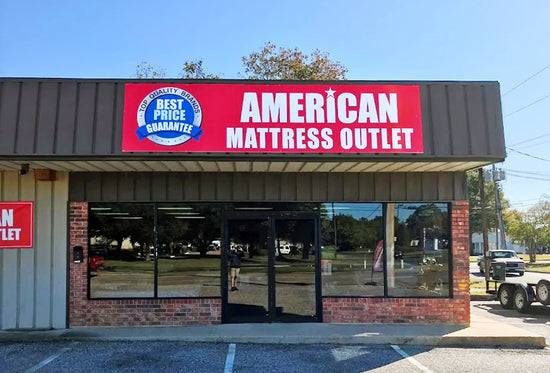 TOP QUALITY BRANDS
BEST
PRICE
GUARANTEE
AMERICAN
MATTRESS OUTLET
AN
TLET